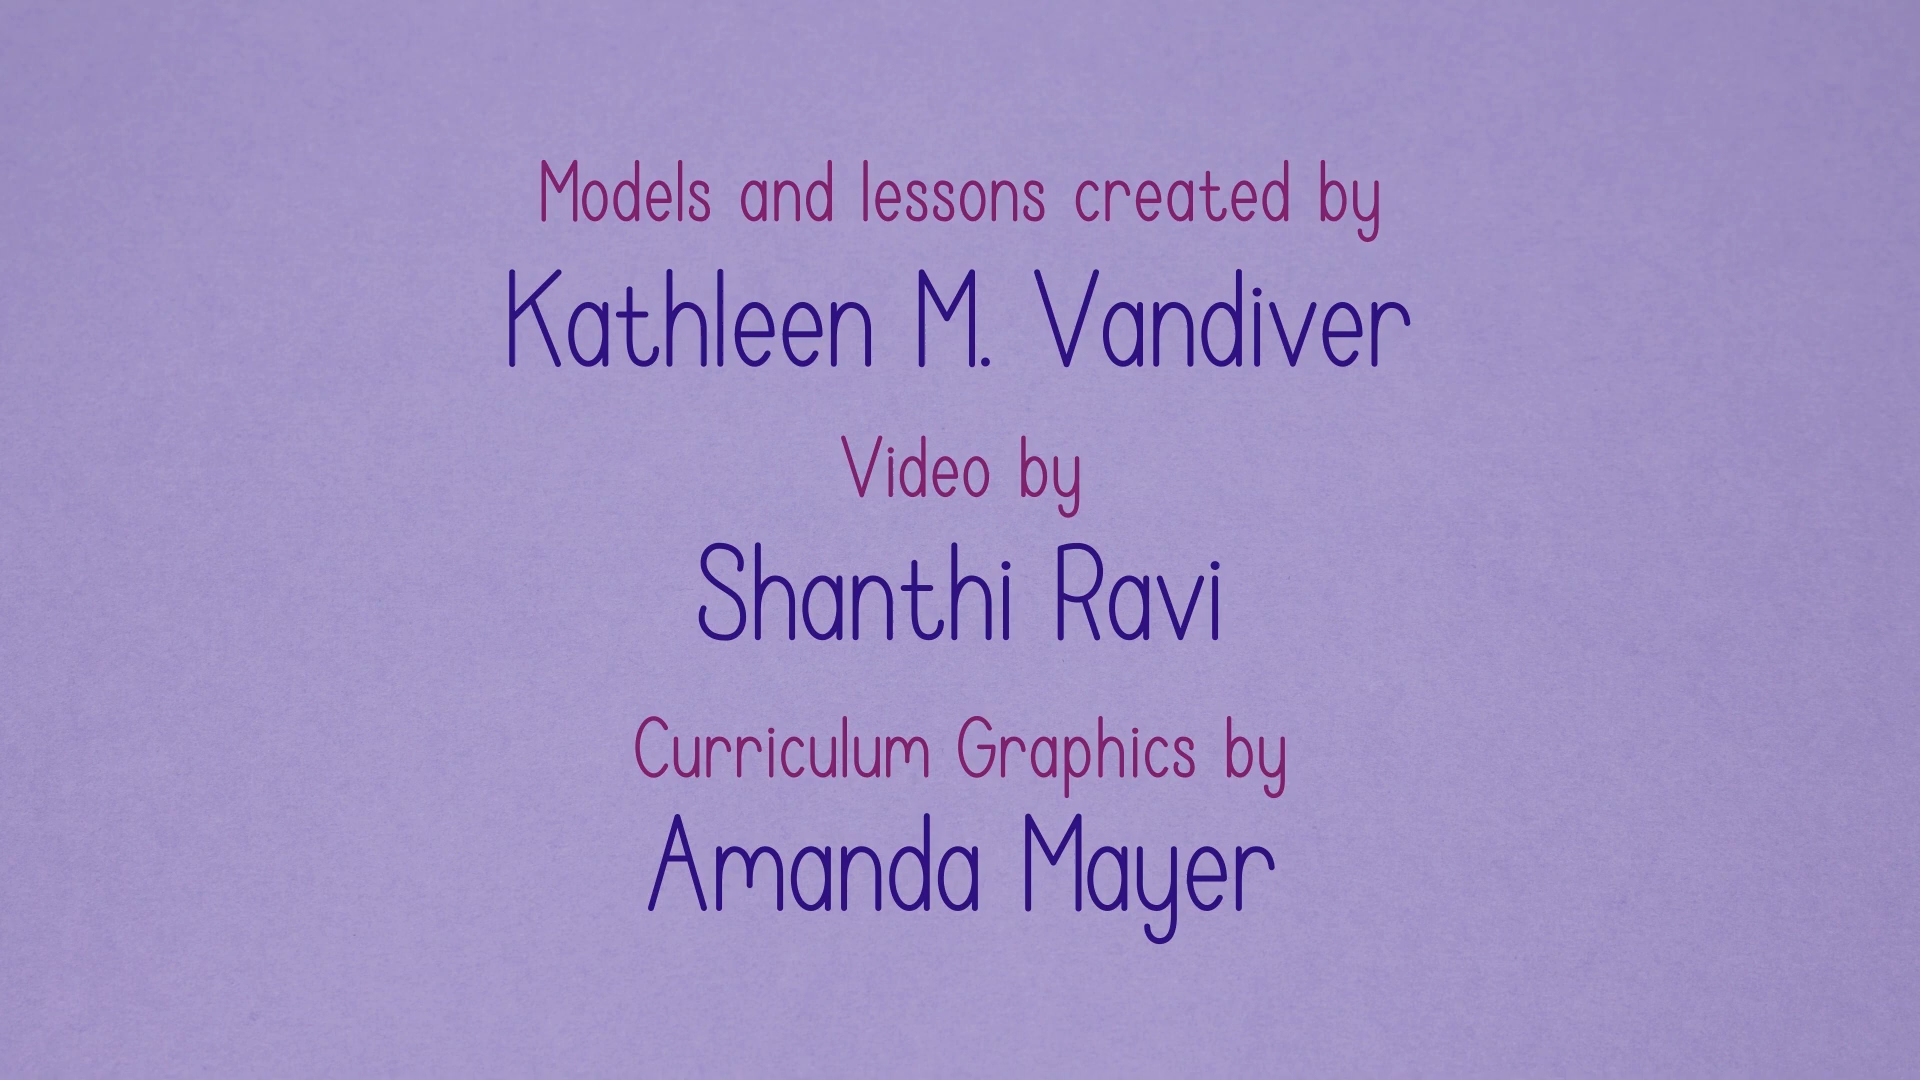 Models and lessons created by
Kathleen M. Vandiver
Video by
Shanthi Ravi
Curriculum Graphics by
Amanda Mayer